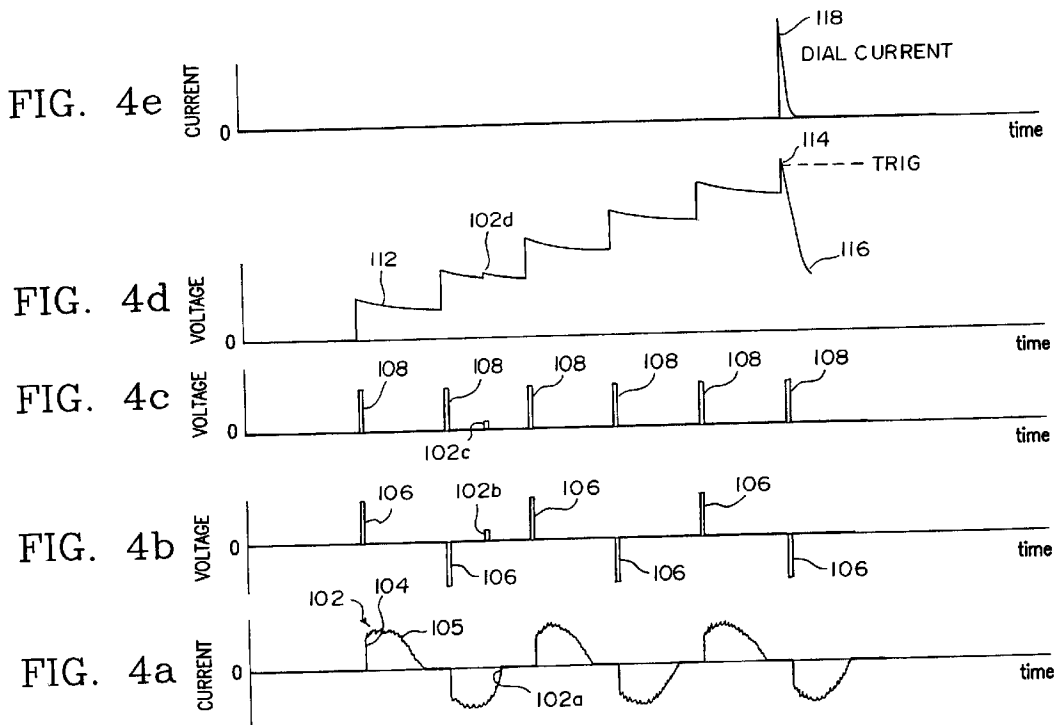 118
DIAL CURRENT
FIG. 4e
CURRENT
0
time
114
TRIG
102d
112
116
FIG. 4d
VOLTAGE
0
time
108 108 108 108 108 108
FIG. 4c
VOLTAGE
0
102c
time
106 102b 106 106
FIG. 4b
VOLTAGE
0
time
106 106 106
102 104 105
FIG. 4a
CURRENT
0
time
102a